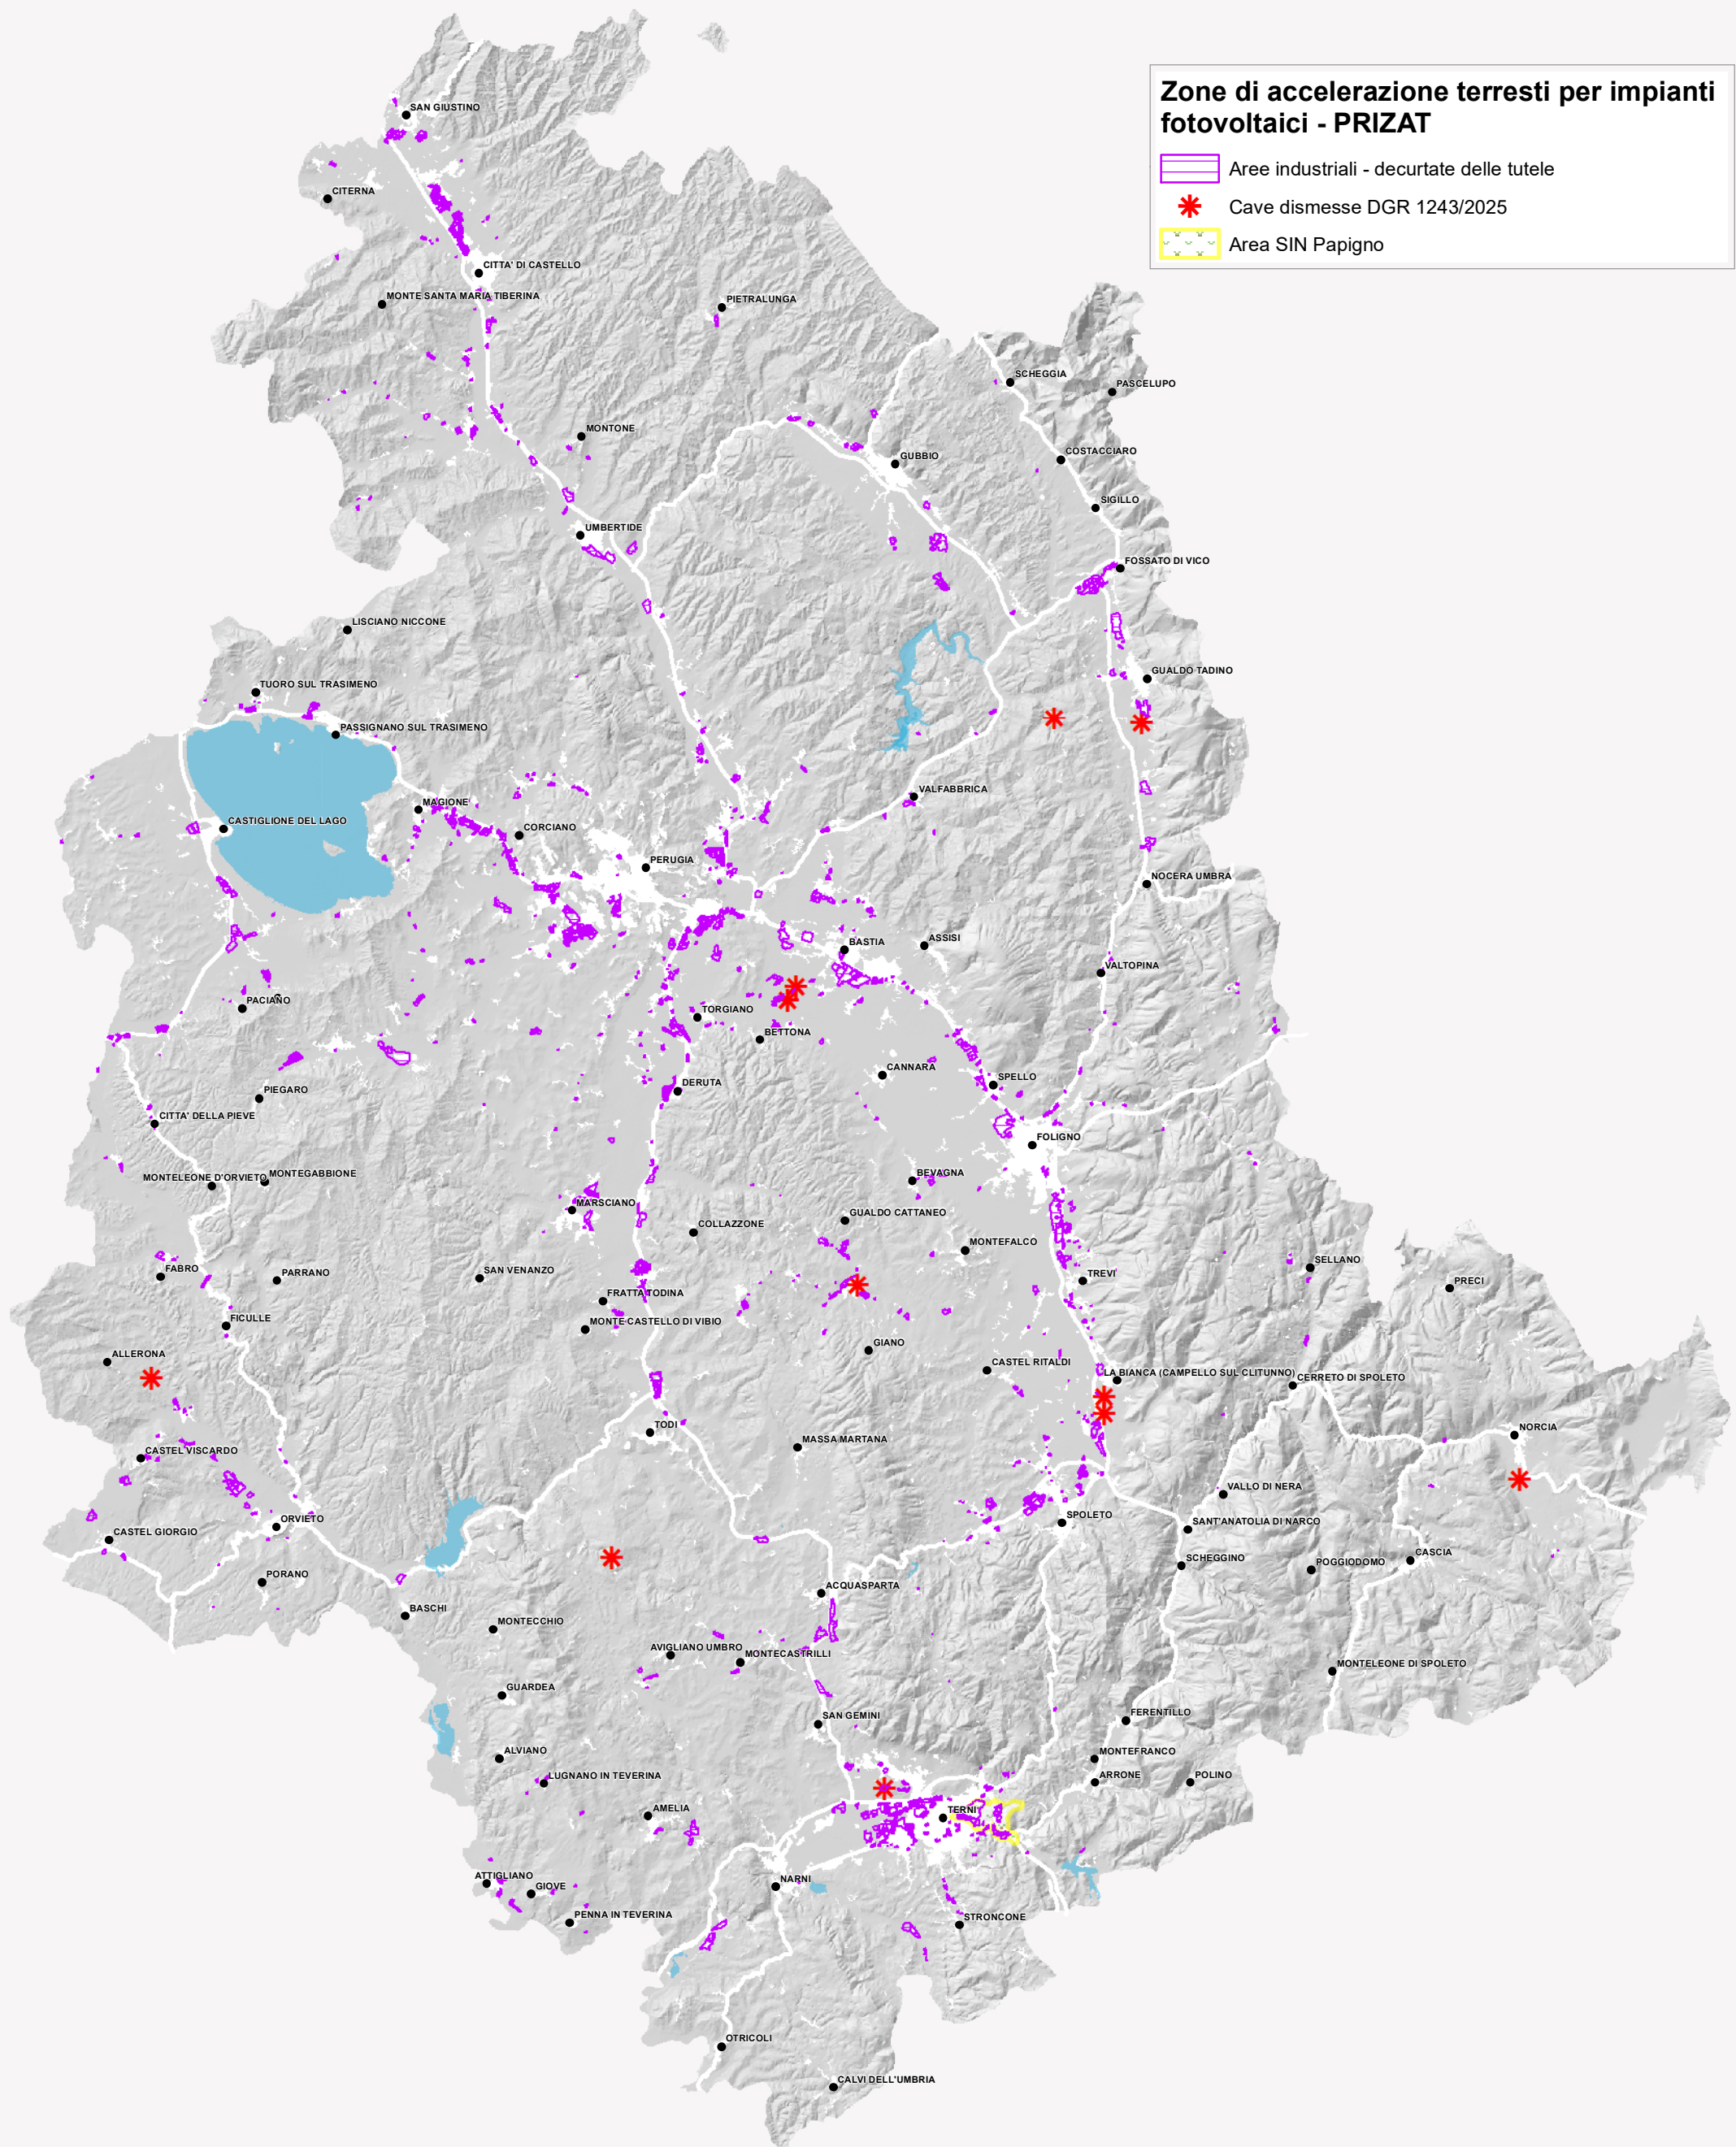 Zone di accelerazione terresti per impianti
fotovoltaici - PRIZAT
Aree industriali - decurtate delle tutele
Cave dismesse DGR 1243/2025
Area SIN Papigno
SAN GIUSTINO
CITERNA
CITTA' DI CASTELLO
MONTE SANTA MARIA TIBERINA
PIETRALUNGA
SCHEGGIA
PASCELUPO
MONTONE
GUBBIO
COSTACCIARO
SIGILLO
UMBERTIDE
FOSSATO DI VICO
LISCIANO NICCONE
GUALDO TADINO
TUORO SUL TRASIMENO
PASSIGNANO SUL TRASIMENO
VALFABBRICA
MAGIONE
CASTIGLIONE DEL LAGO
CORCIANO
PERUGIA
NOCERA UMBRA
BASTIA
ASSISI
VALTOPINA
PACIANO
TORGIANO
BETTONA
CANNARA
SPELLO
DERUTA
PIEGARO
CITTA' DELLA PIEVE
FOLIGNO
MONTELEONE D'ORVIETO
MONTEGABBIONE
BEVAGNA
MARSCIANO
GUALDO CATTANEO
COLLAZZONE
MONTEFALCO
SELLANO
FABRO
PARRANO
SAN VENANZO
TREVI
PRECI
FRATTA TODINA
FICULLE
MONTE CASTELLO DI VIBIO
GIANO
ALLERONA
CASTEL RITALDI
LA BIANCA (CAMPELLO SUL CLITUNNO)
CERRETO DI SPOLETO
TODI
NORCIA
MASSA MARTANA
CASTEL VISCARDO
VALLO DI NERA
ORVIETO
SPOLETO
SANT'ANATOLIA DI NARCO
CASTEL GIORGIO
SCHEGGINO
POGGIODOMO
CASCIA
PORANO
ACQUASPARTA
BASCHI
MONTECCHIO
AVIGLIANO UMBRO
MONTECASTRILLI
MONTELEONE DI SPOLETO
GUARDEA
SAN GEMINI
FERENTILLO
ALVIANO
MONTEFRANCO
LUGNANO IN TEVERINA
ARRONE
POLINO
AMELIA
TERNI
ATTIGLIANO
GIOVE
NARNI
PENNA IN TEVERINA
STRONCONE
OTRICOLI
CALVI DELL'UMBRIA